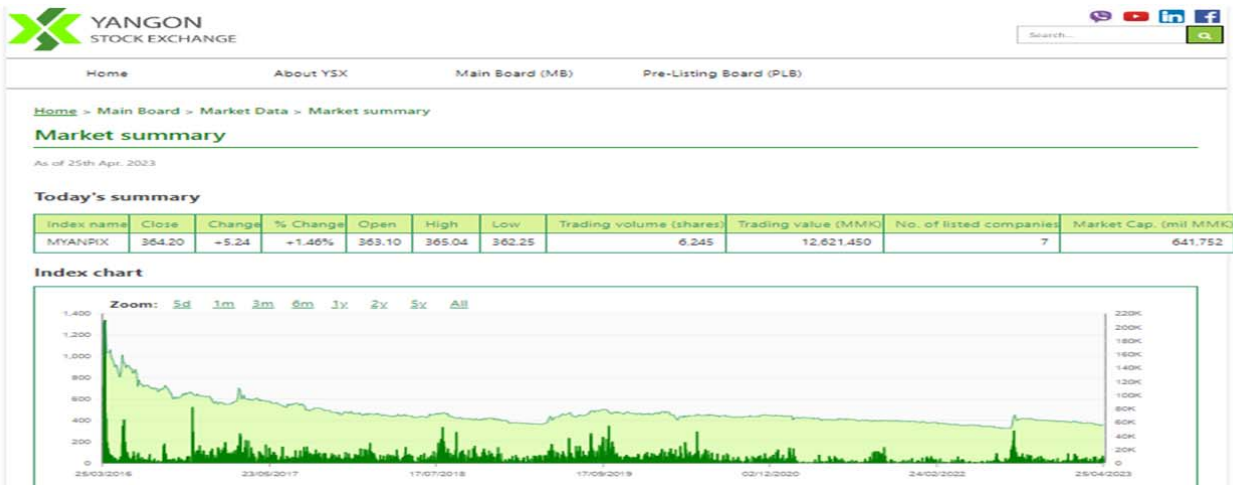 YANGON
STOCK EXCHANGE
Search...
Home About YSX Main Board (MB) Pre-Listing Board (PLB)
Home > Main Board > Market Data > Market summary
Market summary
As of 25th Apr. 2023
Today's summary
Index name Close Change % Change Open High Low Trading volume (shares) Trading value (MMK) No. of listed companies Market Cap. (mil MMK)
MYANPIX 364.20 +5.24 +1.46% 363.10 365.04 362.25 6,245 12,621,450 7 641,752
Index chart
Zoom: 5d 1m 3m 6m 1y 2y 5y All
1,400 220K
1,200 200K
180K
1,000 160K
140K
800 120K
600 100K
80K
400 60K
40K
200 20K
0 0
25/03/2016 23/05/2017 17/07/2018 17/09/2019 02/12/2020 24/02/2022 25/04/2023